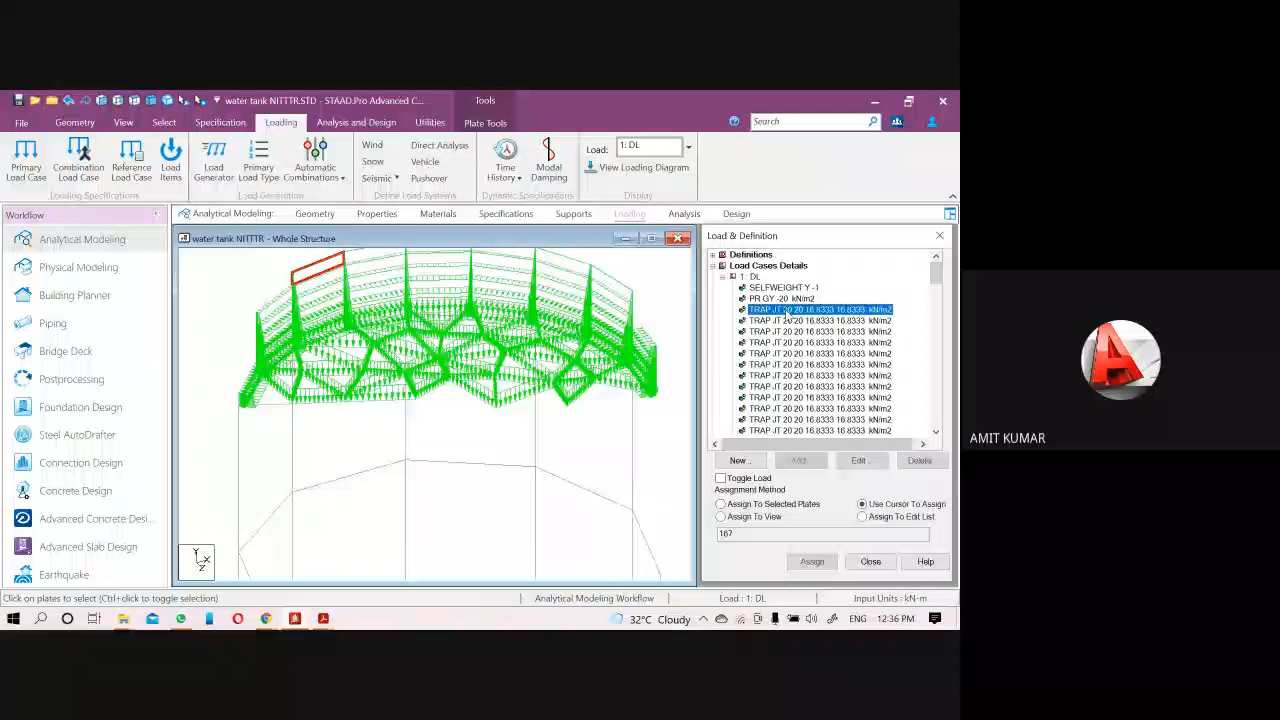 water tank NITTTR.STD - STAAD.Pro Advanced C...
Tools
File
Geometry
View
Select
Specification
Loading
Analysis and Design
Utilities
Plate Tools
Search
Primary Load Case
Combination Load Case
Reference Load Case
Load Items
Loading Specifications
Load Generator
Primary Load Type
Automatic Combinations
Load Generation
Wind
Snow
Seismic
Direct Analysis
Vehicle
Pushover
Define Load Systems
Time History
Modal Damping
Dynamic Specifications
Load: 1: DL
View Loading Diagram
Display
Workflow
Analytical Modeling
Physical Modeling
Building Planner
Piping
Bridge Deck
Postprocessing
Foundation Design
Steel AutoDrafter
Connection Design
Concrete Design
Advanced Concrete Desi...
Advanced Slab Design
Earthquake
Analytical Modeling:
Geometry
Properties
Materials
Specifications
Supports
Loading
Analysis
Design
water tank NITTTR - Whole Structure
Y
X
Z
Load & Definition
Definitions
Load Cases Details
1: DL
SELFWEIGHT Y -1
PR GY -20 kN/m2
TRAP JT 20 20 16.8333 16.8333 kN/m2
TRAP JT 20 20 16.8333 16.8333 kN/m2
TRAP JT 20 20 16.8333 16.8333 kN/m2
TRAP JT 20 20 16.8333 16.8333 kN/m2
TRAP JT 20 20 16.8333 16.8333 kN/m2
TRAP JT 20 20 16.8333 16.8333 kN/m2
TRAP JT 20 20 16.8333 16.8333 kN/m2
TRAP JT 20 20 16.8333 16.8333 kN/m2
TRAP JT 20 20 16.8333 16.8333 kN/m2
TRAP JT 20 20 16.8333 16.8333 kN/m2
TRAP JT 20 20 16.8333 16.8333 kN/m2
TRAP JT 20 20 16.8333 16.8333 kN/m2
New...
Add...
Edit...
Delete
Toggle Load
Assignment Method
Assign To Selected Plates
Use Cursor To Assign
Assign To View
Assign To Edit List
167
Assign
Close
Help
Click on plates to select (Ctrl+click to toggle selection)
Analytical Modeling Workflow
Load : 1: DL
Input Units : kN-m
32°C Cloudy
ENG
12:36 PM
A
AMIT KUMAR